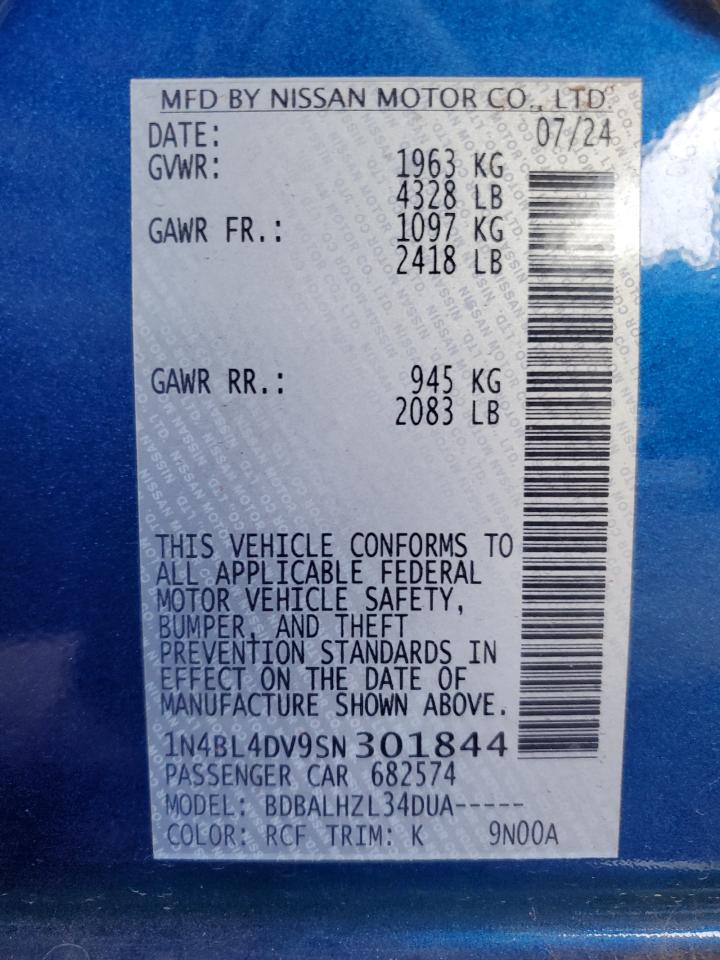 MFD BY NISSAN MOTOR CO., LTD
DATE: 07/24
GVWR: 1963 KG
4328 LB
GAWR FR.: 1097 KG
2418 LB
GAWR RR.: 945 KG
2083 LB
THIS VEHICLE CONFORMS TO
ALL APPLICABLE FEDERAL
MOTOR VEHICLE SAFETY,
BUMPER, AND THEFT
PREVENTION STANDARDS IN
EFFECT ON THE DATE OF
MANUFACTURE SHOWN ABOVE.
1N4BL4DV9SN301844
PASSENGER CAR 682574
MODEL: BDBALHZL34DUA-----
COLOR: RCF TRIM: K 9N00A